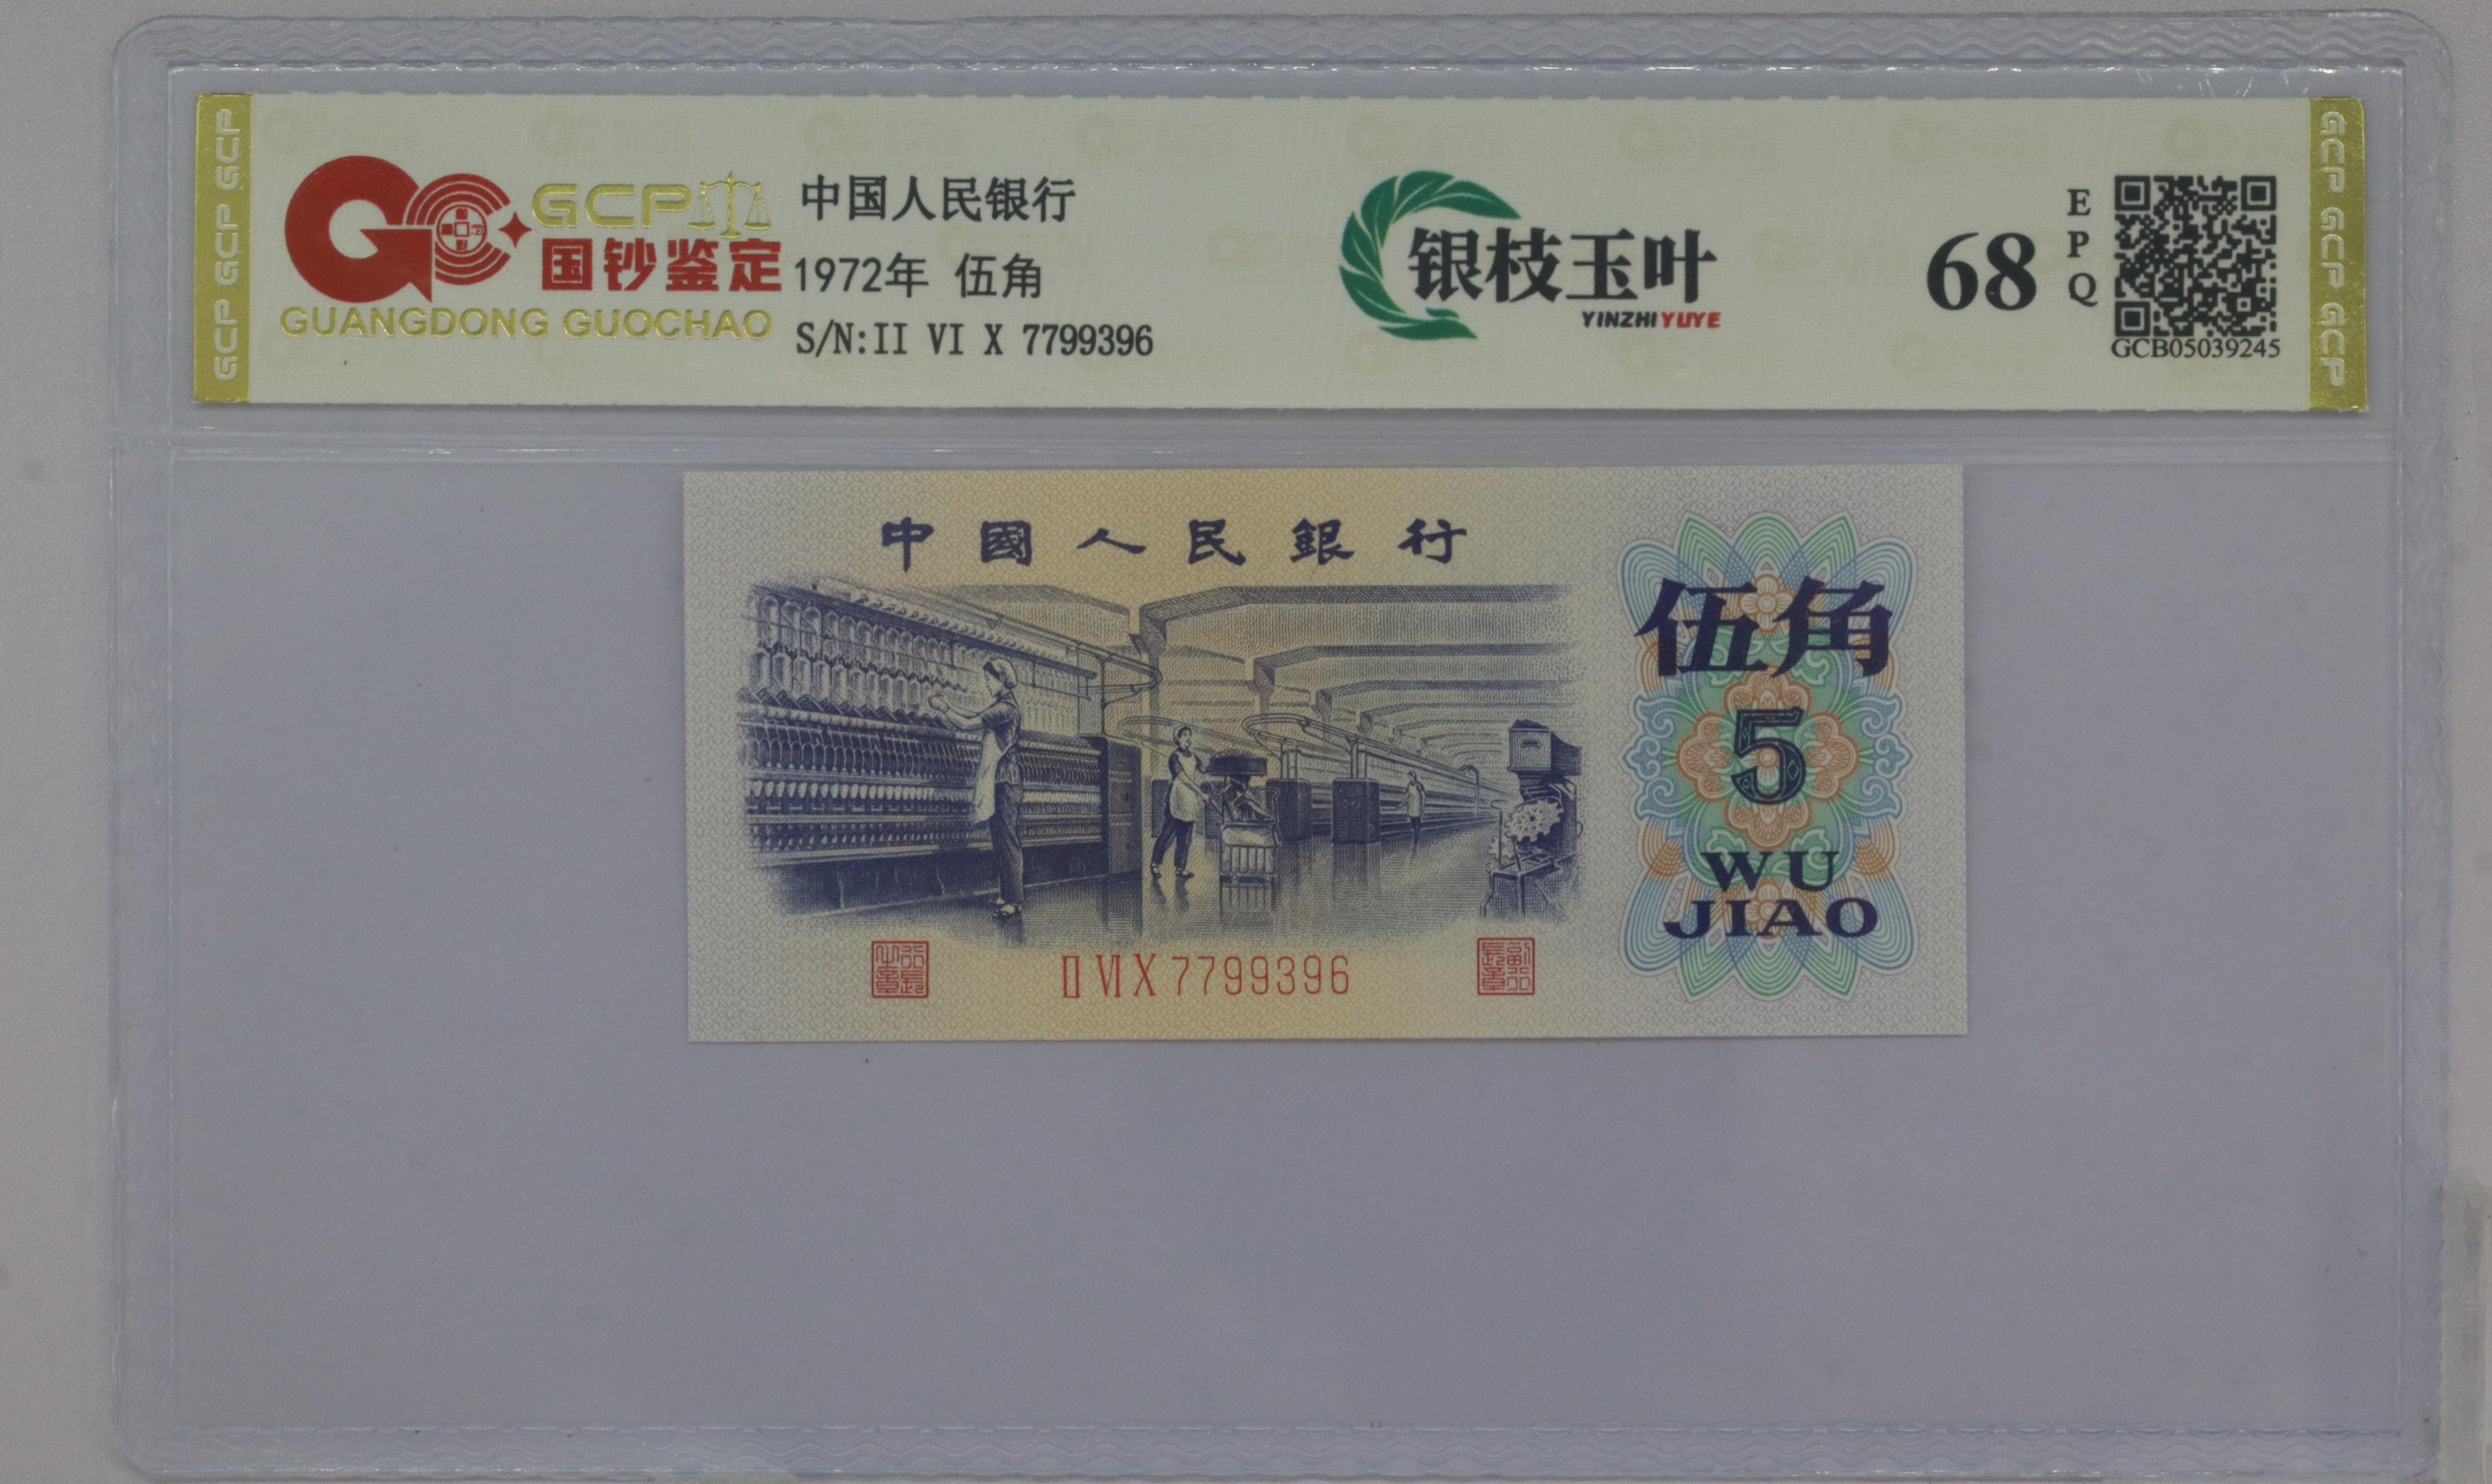 GCP GCP GCP
GCP
国钞鉴定
GUANGDONG GUOCHAO
中国人民银行
1972年 伍角
S/N:II VI X 7799396
银枝玉叶
YINZHI YUYE
68
EPQ
GCB05039245
GCP GCP GCP
中國人民銀行
伍角
5
WU
JIAO
II VI X 7799396